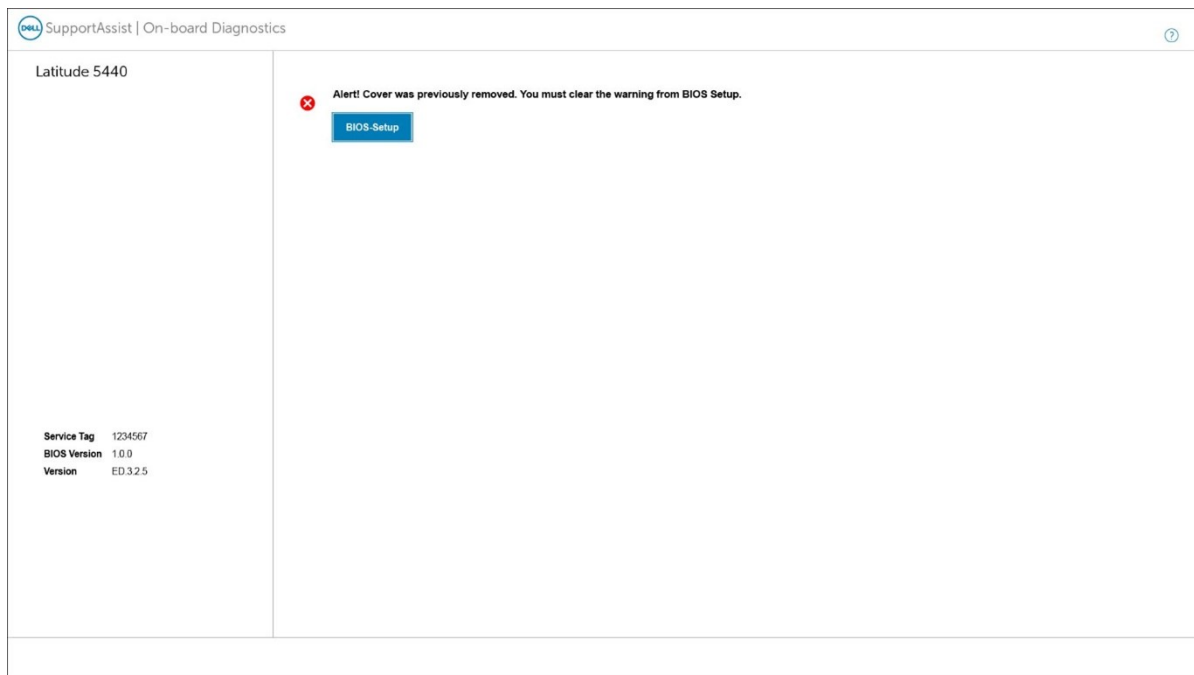 DELL SupportAssist | On-board Diagnostics
?
Latitude 5440
Alert! Cover was previously removed. You must clear the warning from BIOS Setup.
BIOS-Setup
Service Tag 1234567
BIOS Version 1.0.0
Version ED.3.2.5